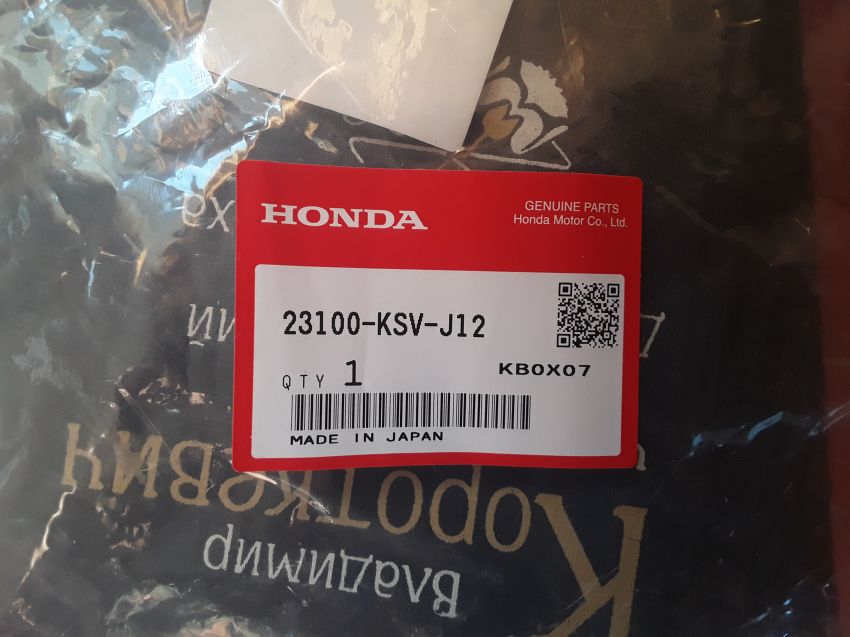 HONDA
GENUINE PARTS
Honda Motor Co., Ltd.
23100-KSV-J12
QTY 1
KB0X07
MADE IN JAPAN
Владимир
Короткевич